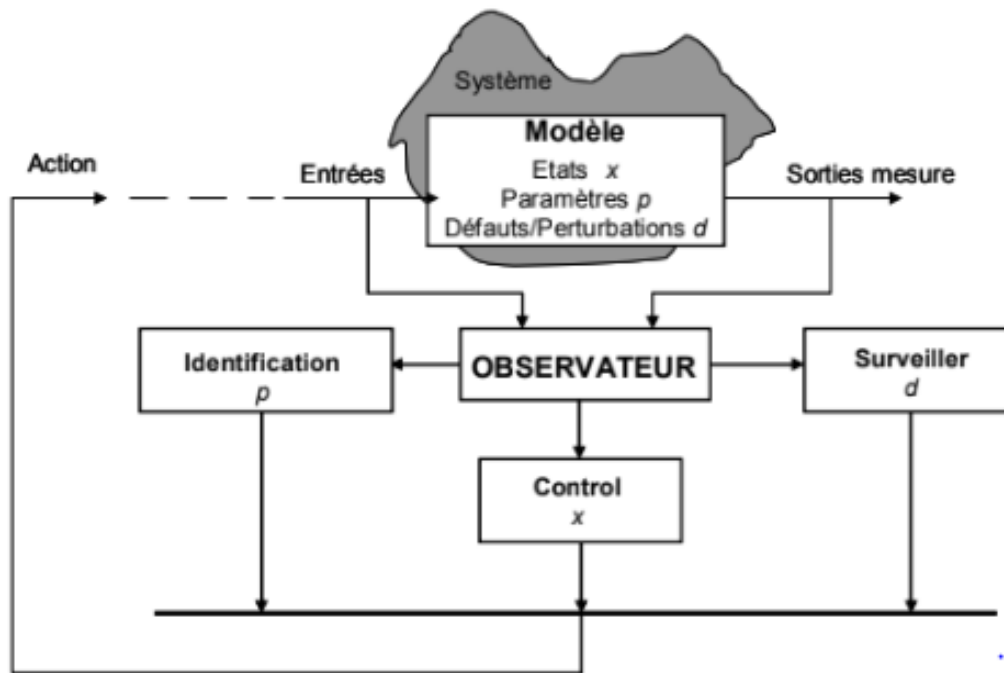 Système
Modèle
Etats x
Paramètres p
Défauts/Perturbations d
Action
Entrées
Sorties mesure
Identification
p
OBSERVATEUR
Surveiller
d
Control
x